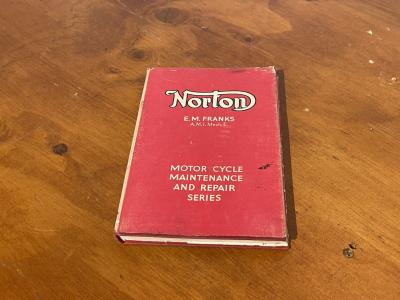 Norton
E. M. FRANKS
A.M.I. Mech. E.
MOTOR CYCLE
MAINTENANCE
AND REPAIR
SERIES